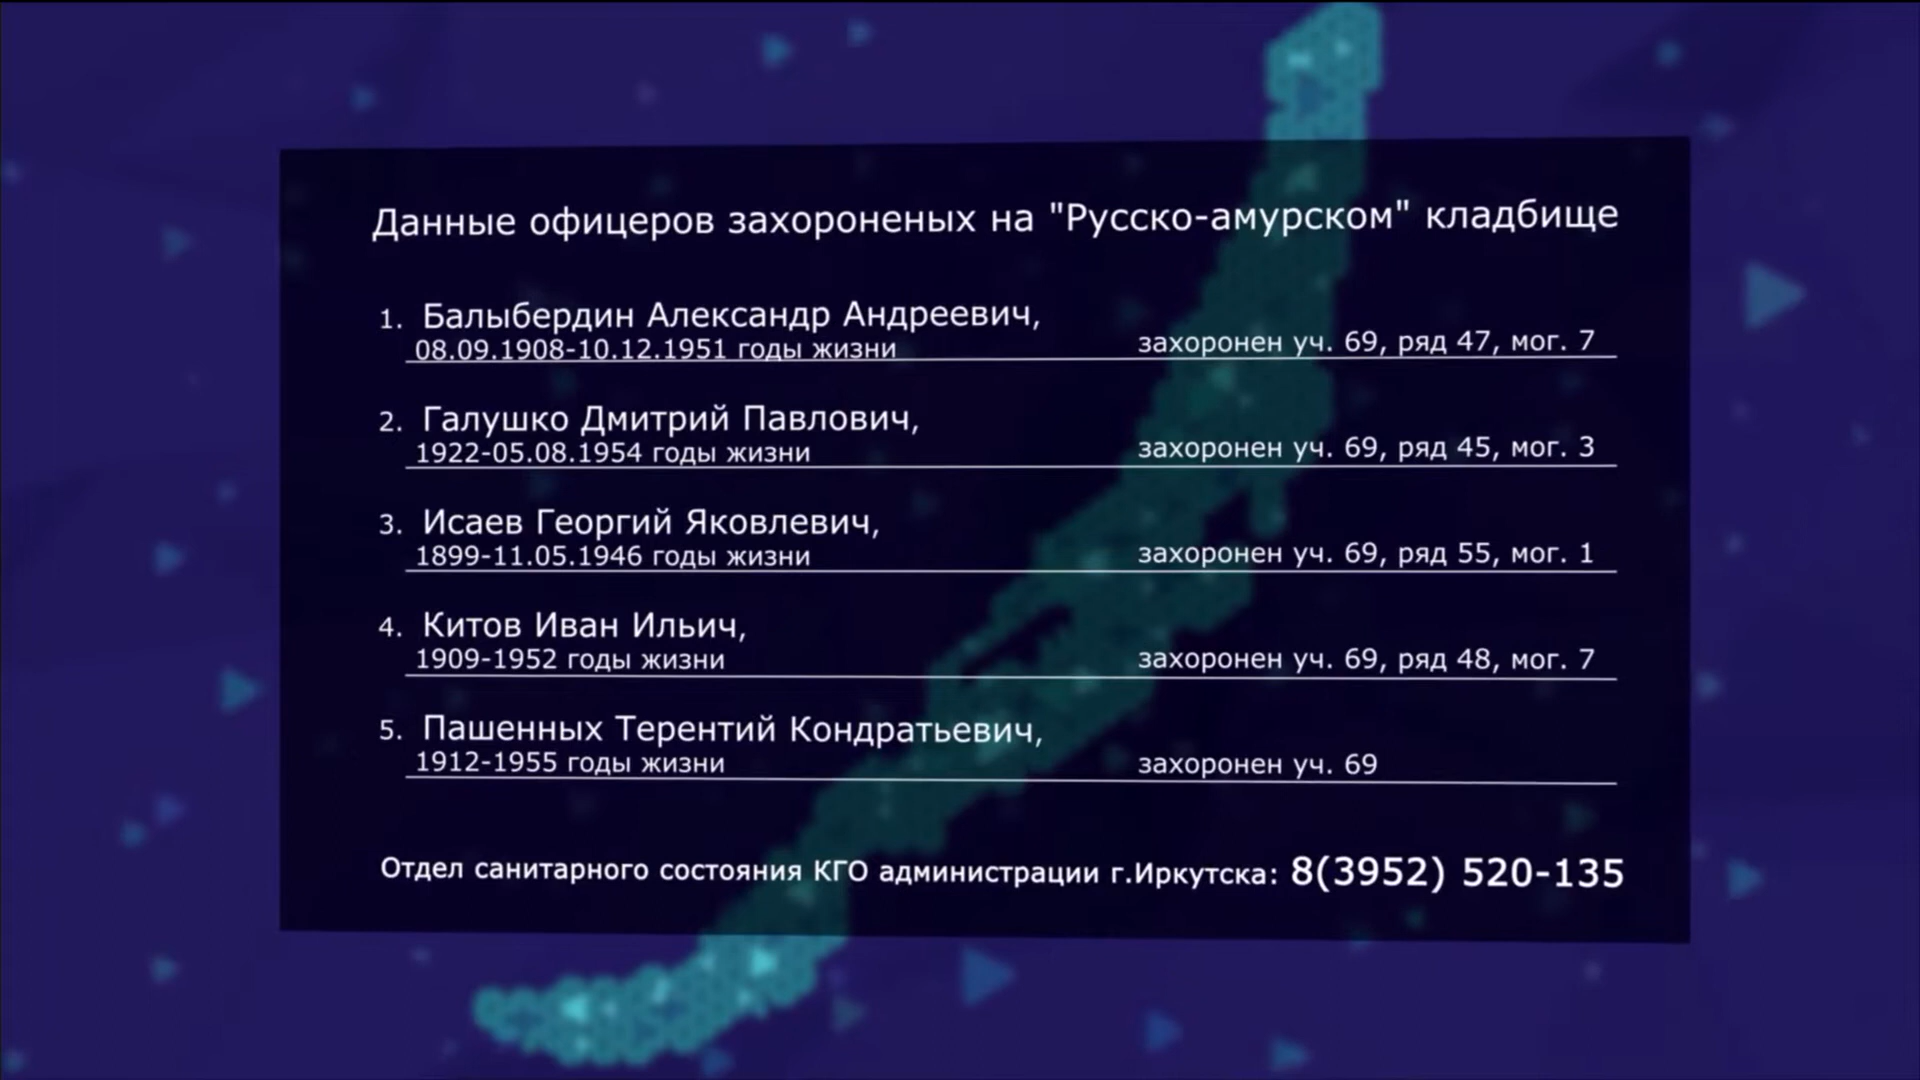 Данные офицеров захороненых на "Русско-амурском" кладбище
1. Балыбердин Александр Андреевич,
08.09.1908-10.12.1951 годы жизни захоронен уч. 69, ряд 47, мог. 7
2. Галушко Дмитрий Павлович,
1922-05.08.1954 годы жизни захоронен уч. 69, ряд 45, мог. 3
3. Исаев Георгий Яковлевич,
1899-11.05.1946 годы жизни захоронен уч. 69, ряд 55, мог. 1
4. Китов Иван Ильич,
1909-1952 годы жизни захоронен уч. 69, ряд 48, мог. 7
5. Пашенных Терентий Кондратьевич,
1912-1955 годы жизни захоронен уч. 69
Отдел санитарного состояния КГО администрации г.Иркутска: 8(3952) 520-135